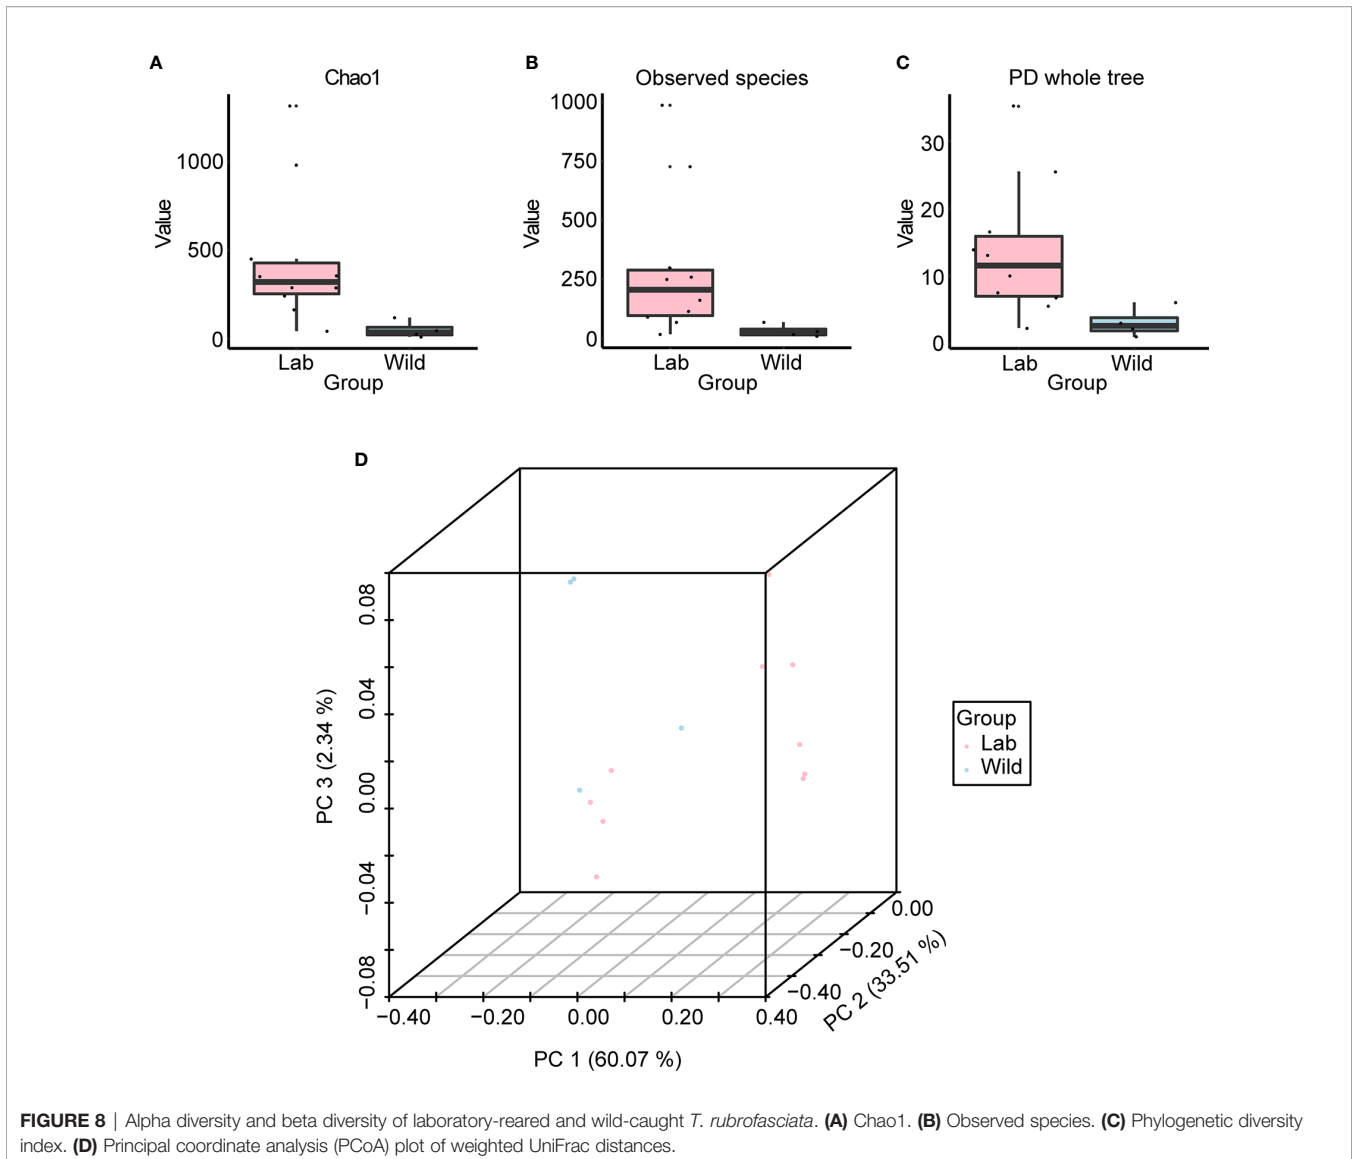 A
Chao1
Value
1000
500
0
Lab
Wild
Group
B
Observed species
Value
1000
750
500
250
0
Lab
Wild
Group
C
PD whole tree
Value
30
20
10
0
Lab
Wild
Group
D
PC 3 (2.34 %)
0.08
0.04
0.00
−0.04
−0.08
−0.40
−0.20
0.00
0.20
0.40
PC 1 (60.07 %)
0.00
−0.20
−0.40
PC 2 (33.51 %)
Group
Lab
Wild
FIGURE 8 | Alpha diversity and beta diversity of laboratory-reared and wild-caught T. rubrofasciata. (A) Chao1. (B) Observed species. (C) Phylogenetic diversity
index. (D) Principal coordinate analysis (PCoA) plot of weighted UniFrac distances.